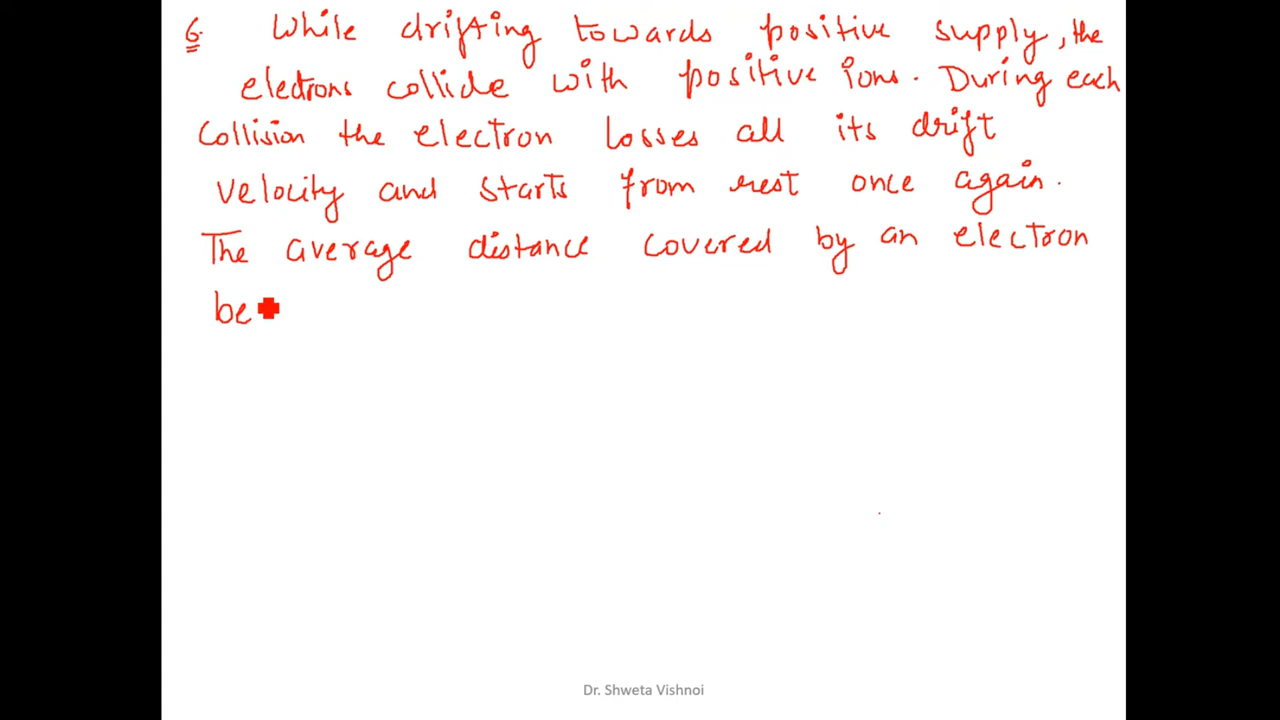 6. While drifting towards positive supply, the
electrons collide with positive ions. During each
collision the electron losses all its drift
velocity and starts from rest once again.
The average distance covered by an electron
be
Dr. Shweta Vishnoi